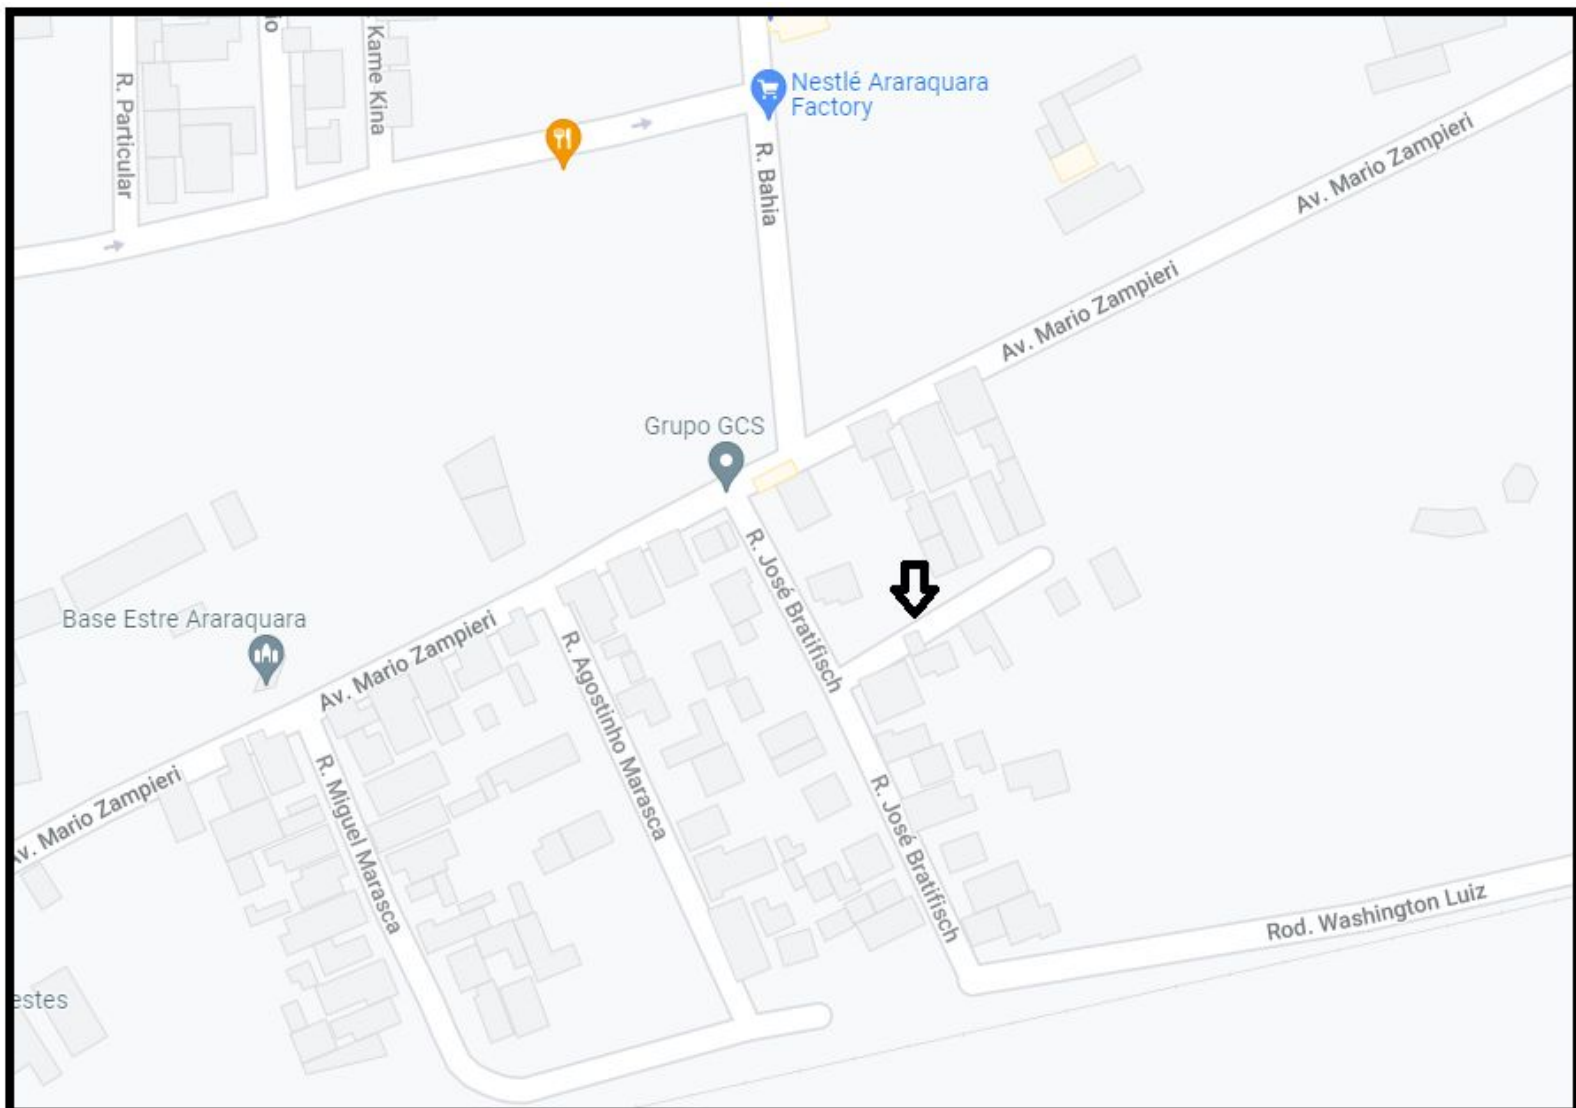 io
Kame Kina
R. Particular
Nestlé Araraquara
Factory
R. Bahia
Av. Mario Zampieri
Av. Mario Zampieri
Grupo GCS
R. José Bratifisch
Base Estre Araraquara
Av. Mario Zampieri
R. Agostinho Marasca
Av. Mario Zampieri
R. Miguel Marasca
R. José Bratifisch
Rod. Washington Luiz
estes